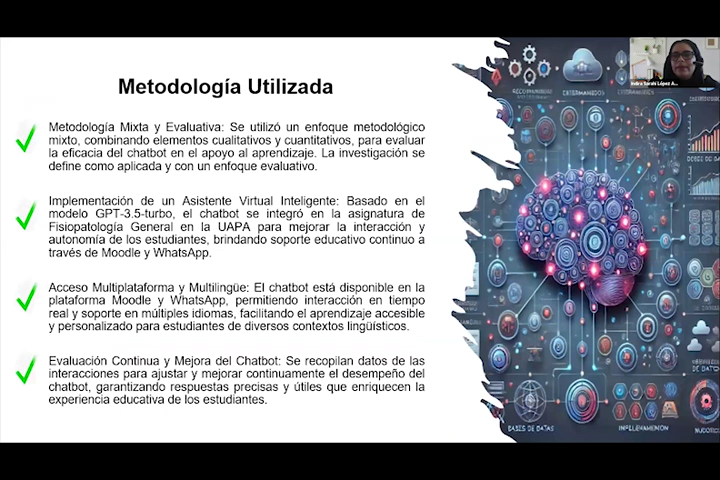 Metodología Utilizada
Metodología Mixta y Evaluativa: Se utilizó un enfoque metodológico
mixto, combinando elementos cualitativos y cuantitativos, para evaluar
la eficacia del chatbot en el apoyo al aprendizaje. La investigación se
define como aplicada y con un enfoque evaluativo.
Implementación de un Asistente Virtual Inteligente: Basado en el
modelo GPT-3.5-turbo, el chatbot se integró en la asignatura de
Fisiopatología General en la UAPA para mejorar la interacción y
autonomía de los estudiantes, brindando soporte educativo continuo a
través de Moodle y WhatsApp.
Acceso Multiplataforma y Multilingüe: El chatbot está disponible en la
plataforma Moodle y WhatsApp, permitiendo interacción en tiempo
real y soporte en múltiples idiomas, facilitando el aprendizaje accesible
y personalizado para estudiantes de diversos contextos lingüísticos.
Evaluación Continua y Mejora del Chatbot: Se recopilan datos de las
interacciones para ajustar y mejorar continuamente el desempeño del
chatbot, garantizando respuestas precisas y útiles que enriquecen la
experiencia educativa de los estudiantes.
Indira Sarahi López A...
BASES DE DATAS